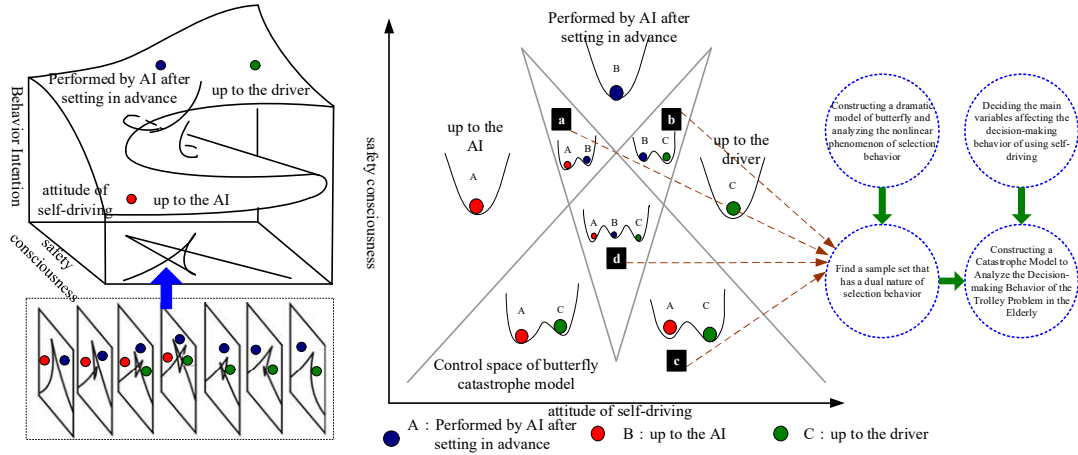 Performed by AI after
setting in advance
up to the driver
Behavior Intention
attitude of
self-driving
up to the AI
safety
consciousness
safety consciousness
Performed by AI after
setting in advance
B
a
b
up to the
AI
A
A
B
B
C
up to the
driver
C
A
B
C
d
A
C
A
C
c
Control space of butterfly
catastrophe model
attitude of self-driving
A：Performed by AI after
setting in advance
B：up to the AI
C：up to the driver
Constructing a dramatic
model of butterfly and
analyzing the nonlinear
phenomenon of selection
behavior
Deciding the main
variables affecting the
decision-making
behavior of using self-
driving
Find a sample set that
has a dual nature of
selection behavior
Constructing a
Catastrophe Model to
Analyze the Decision-
making Behavior of the
Trolley Problem in the
Elderly